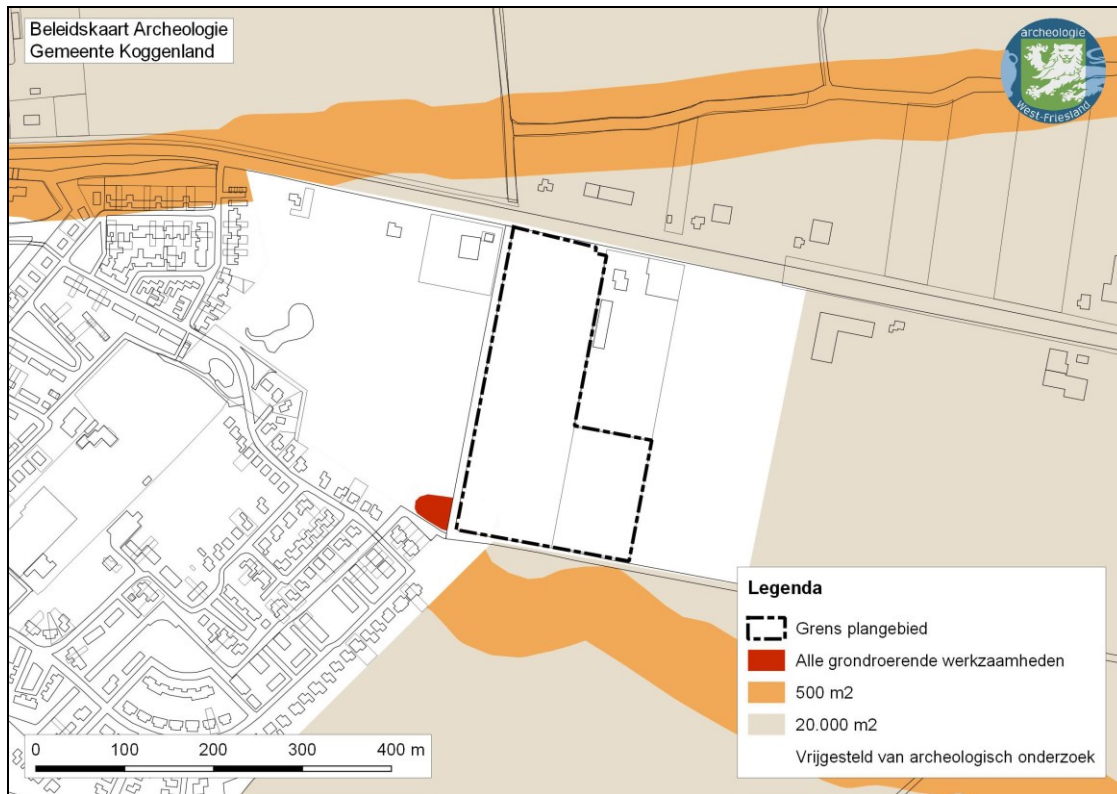 Beleidskaart Archeologie
Gemeente Koggenland
archeologie
West-Friesland
Legenda
Grens plangebied
Alle grondroerende werkzaamheden
500 m2
20.000 m2
Vrijgesteld van archeologisch onderzoek
0 100 200 300 400 m